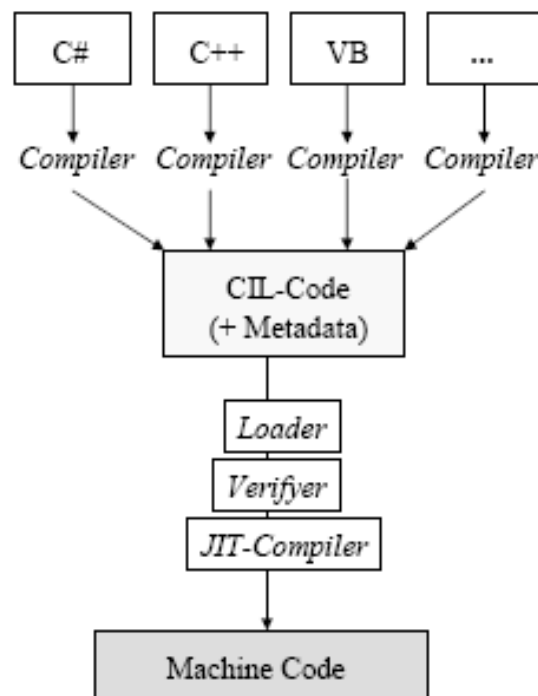 C# C++ VB ...
Compiler Compiler Compiler Compiler
CIL-Code
(+ Metadata)
Loader
Verifyer
JIT-Compiler
Machine Code